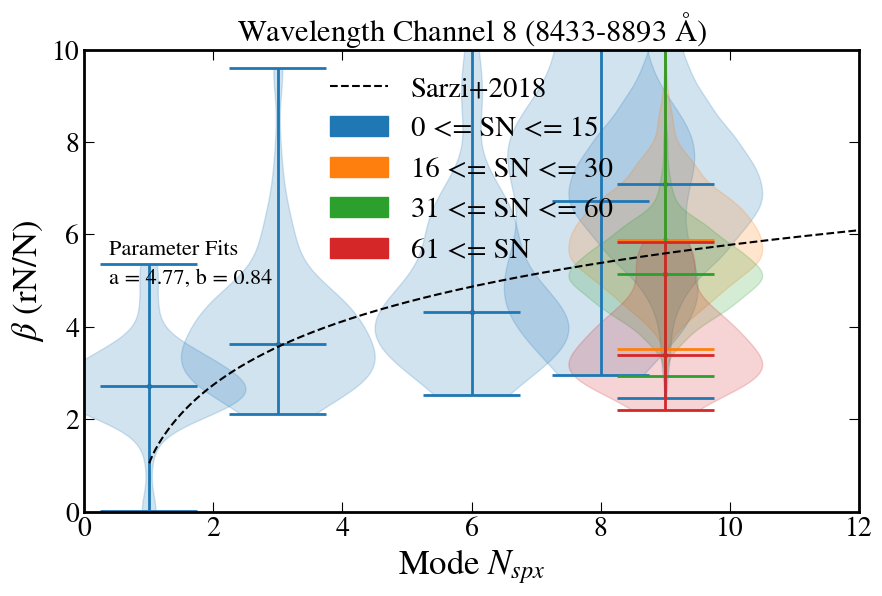 Wavelength Channel 8 (8433-8893 Å)
10
8
6
4
2
0
β (rN/N)
Sarzi+2018
0 <= SN <= 15
16 <= SN <= 30
31 <= SN <= 60
61 <= SN
Parameter Fits
a = 4.77, b = 0.84
0 2 4 6 8 10 12
Mode N_{spx}